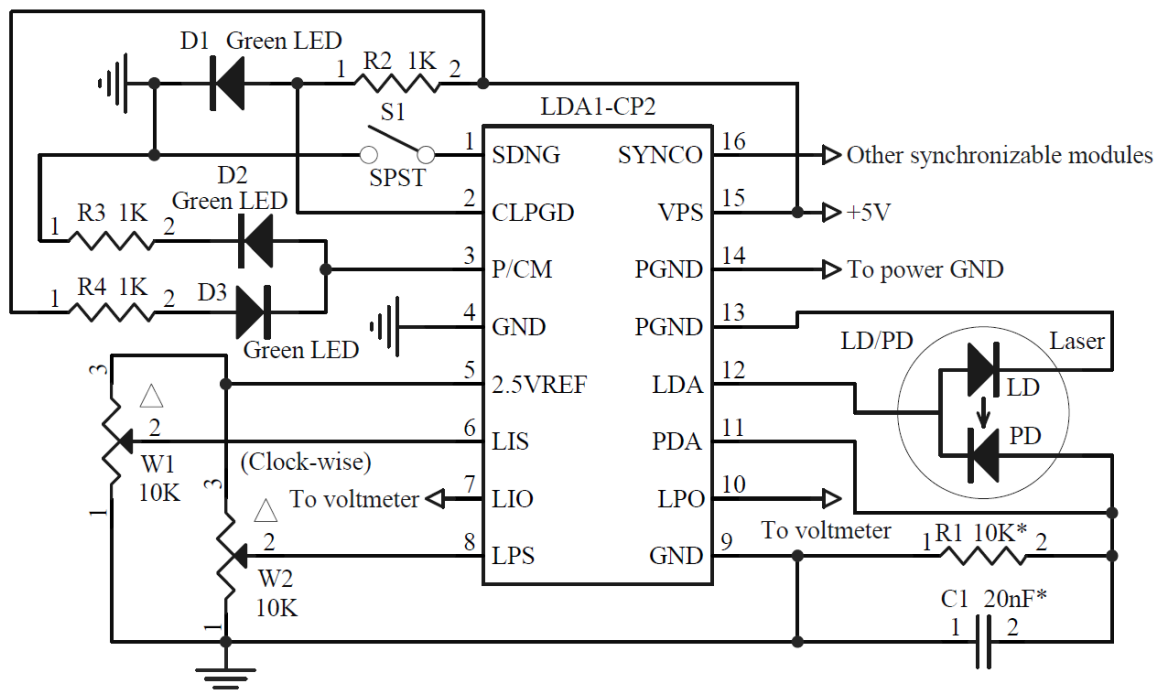 D1 Green LED
1 R2 1K 2
S1
SPST
LDA1-CP2
D2
Green LED
1 R3 1K 2
1 R4 1K 2
D3
Green LED
1 SDNG
2 CLPGD
3 P/CM
4 GND
5 2.5VREF
6 LIS
7 LIO
8 LPS
SYNCO 16
VPS 15
PGND 14
PGND 13
LDA 12
PDA 11
LPO 10
GND 9
Other synchronizable modules
+5V
To power GND
LD/PD
Laser
LD
PD
3
2
W1
10K
1
(Clock-wise)
To voltmeter
3
2
W2
10K
1
To voltmeter
1 R1 10K* 2
C1 20nF*
1 2